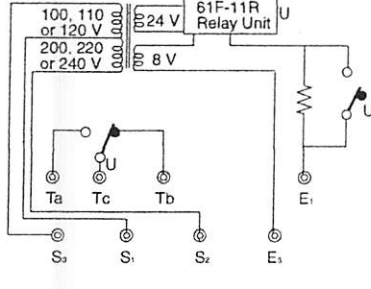 61F-11R
Relay Unit
U
100, 110
or 120 V
24 V
200, 220
or 240 V
8 V
U
U
Ta
Tc
Tb
E₁
S₃
S₁
S₂
E₃